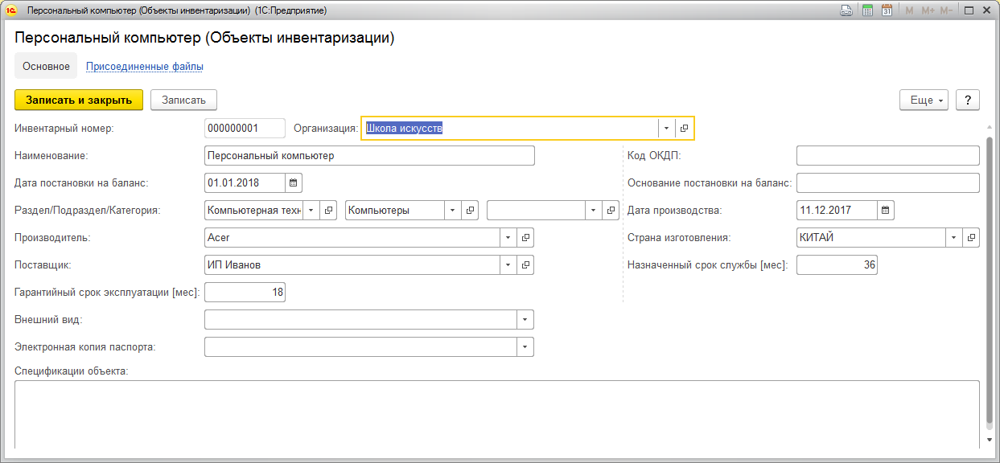 1С Персональный компьютер (Объекты инвентаризации) (1С:Предприятие) 31 M M+ M-
Персональный компьютер (Объекты инвентаризации)
Основное Присоединенные файлы
Записать и закрыть Записать Еще ?
Инвентарный номер: 000000001 Организация: Школа искусств
Наименование: Персональный компьютер Код ОКДП:
Дата постановки на баланс: 01.01.2018 Основание постановки на баланс:
Раздел/Подраздел/Категория: Компьютерная техн Компьютеры Дата производства: 11.12.2017
Производитель: Acer Страна изготовления: КИТАЙ
Поставщик: ИП Иванов Назначенный срок службы [мес]: 36
Гарантийный срок эксплуатации [мес]: 18
Внешний вид:
Электронная копия паспорта:
Спецификации объекта: